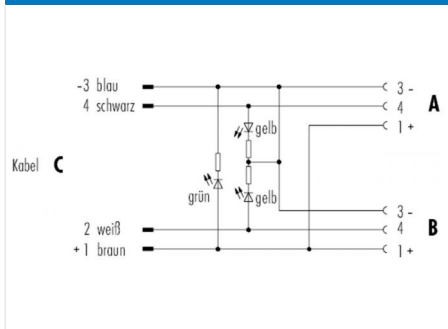 -3 blau
4 schwarz
3 -
4
A
1 +
gelb
Kabel C
grün
gelb
3 -
2 weiß
4
B
+1 braun
1 +